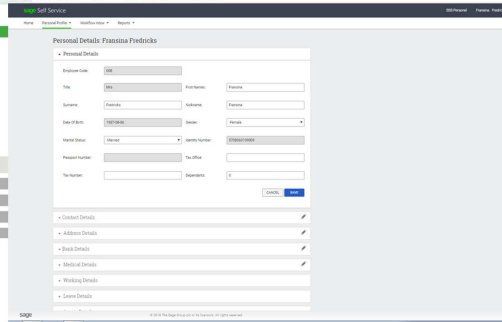 sage Self Service
Personal Fransina Fredricks
Home Personal Profile Workflow Inbox Reports
Personal Details: Fransina Fredricks
Personal Details
Employee Code:
Title: Mrs First Names: Fransina
Surname: Fredricks Nickname: Fransina
Date Of Birth: Gender: Female
Marital Status: Married Identity Number:
Passport Number: Tax Office:
Tax Number: Dependants: 0
CANCEL SAVE
Contact Details
Address Details
Bank Details
Medical Details
Working Details
Leave Details
sage